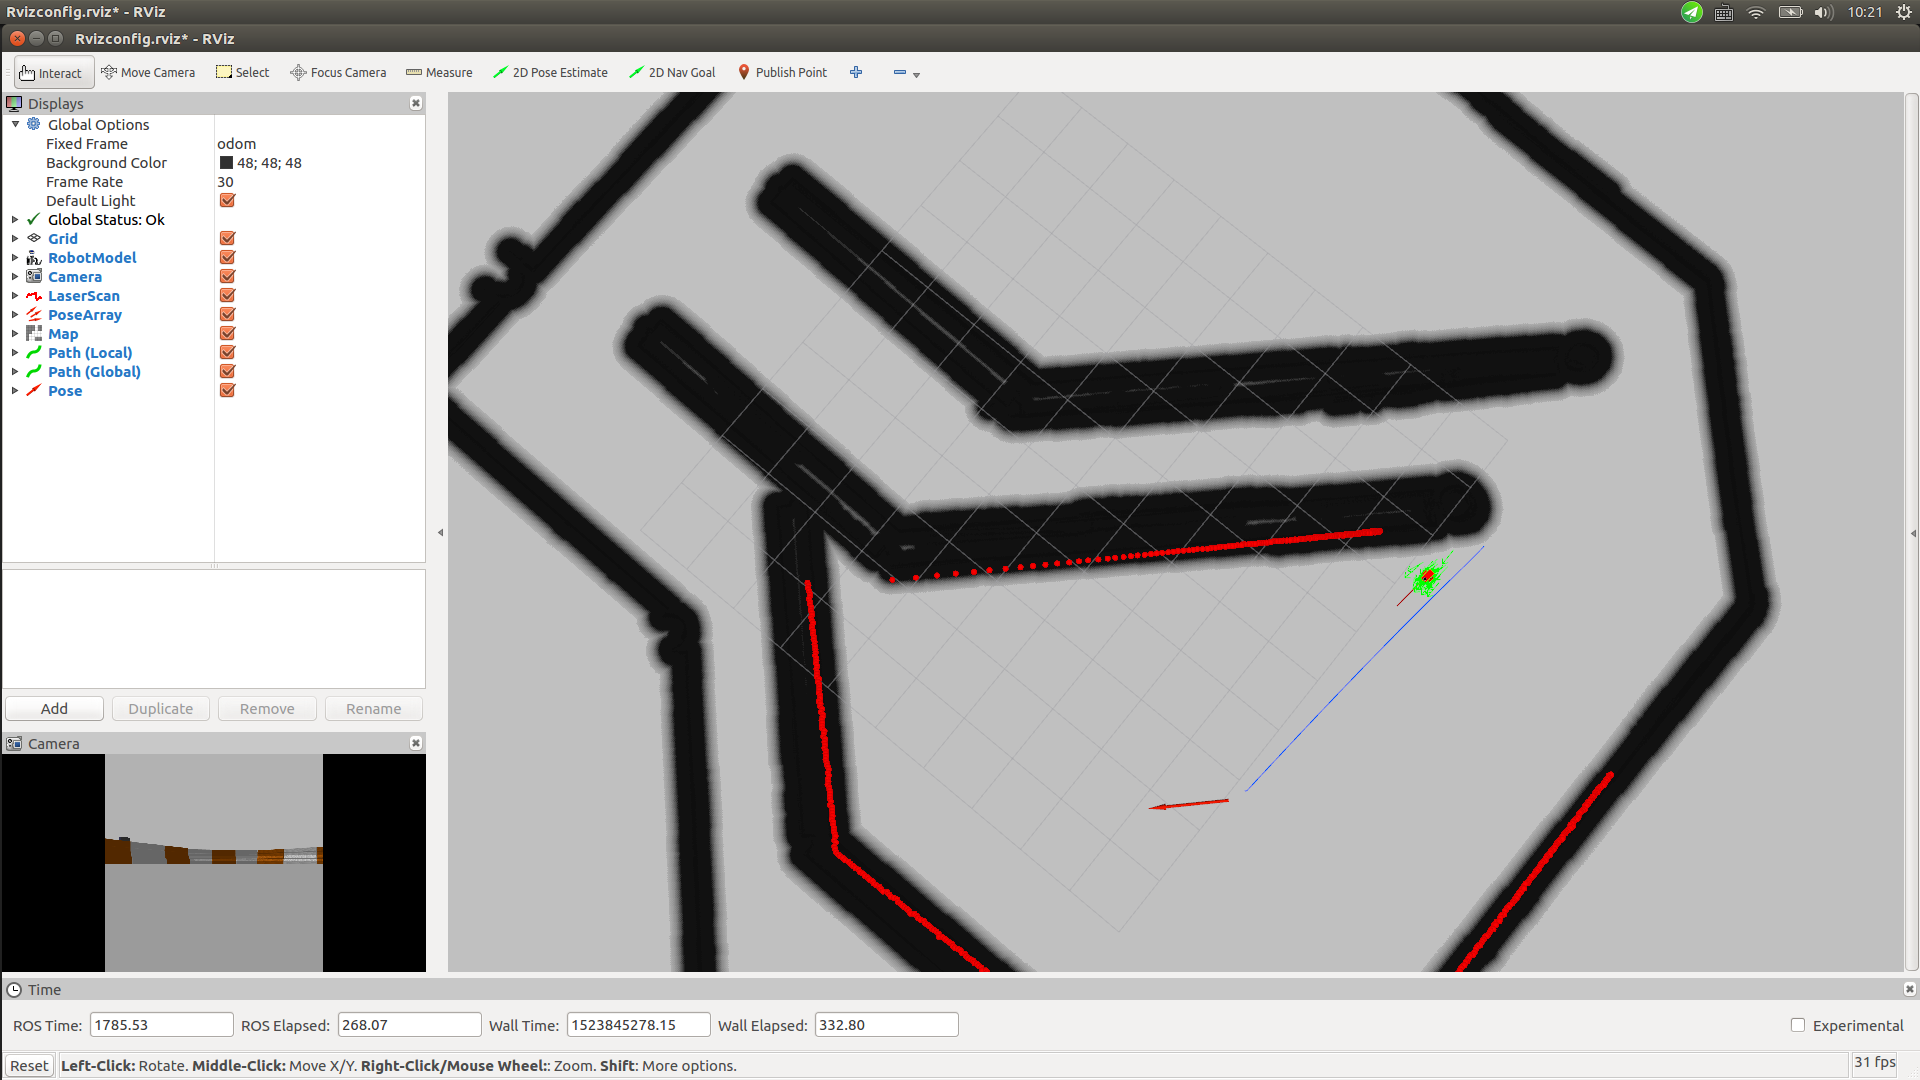 Rvizconfig.rviz* - RViz
10:21
Rvizconfig.rviz* - RViz
Interact Move Camera Select Focus Camera Measure 2D Pose Estimate 2D Nav Goal Publish Point
Displays
Global Options
Fixed Frame odom
Background Color 48; 48; 48
Frame Rate 30
Default Light
Global Status: Ok
Grid
RobotModel
Camera
LaserScan
PoseArray
Map
Path (Local)
Path (Global)
Pose
Add Duplicate Remove Rename
Camera
Time
ROS Time: 1785.53 ROS Elapsed: 268.07 Wall Time: 1523845278.15 Wall Elapsed: 332.80 Experimental
Reset Left-Click: Rotate. Middle-Click: Move X/Y. Right-Click/Mouse Wheel:: Zoom. Shift: More options. 31 fps